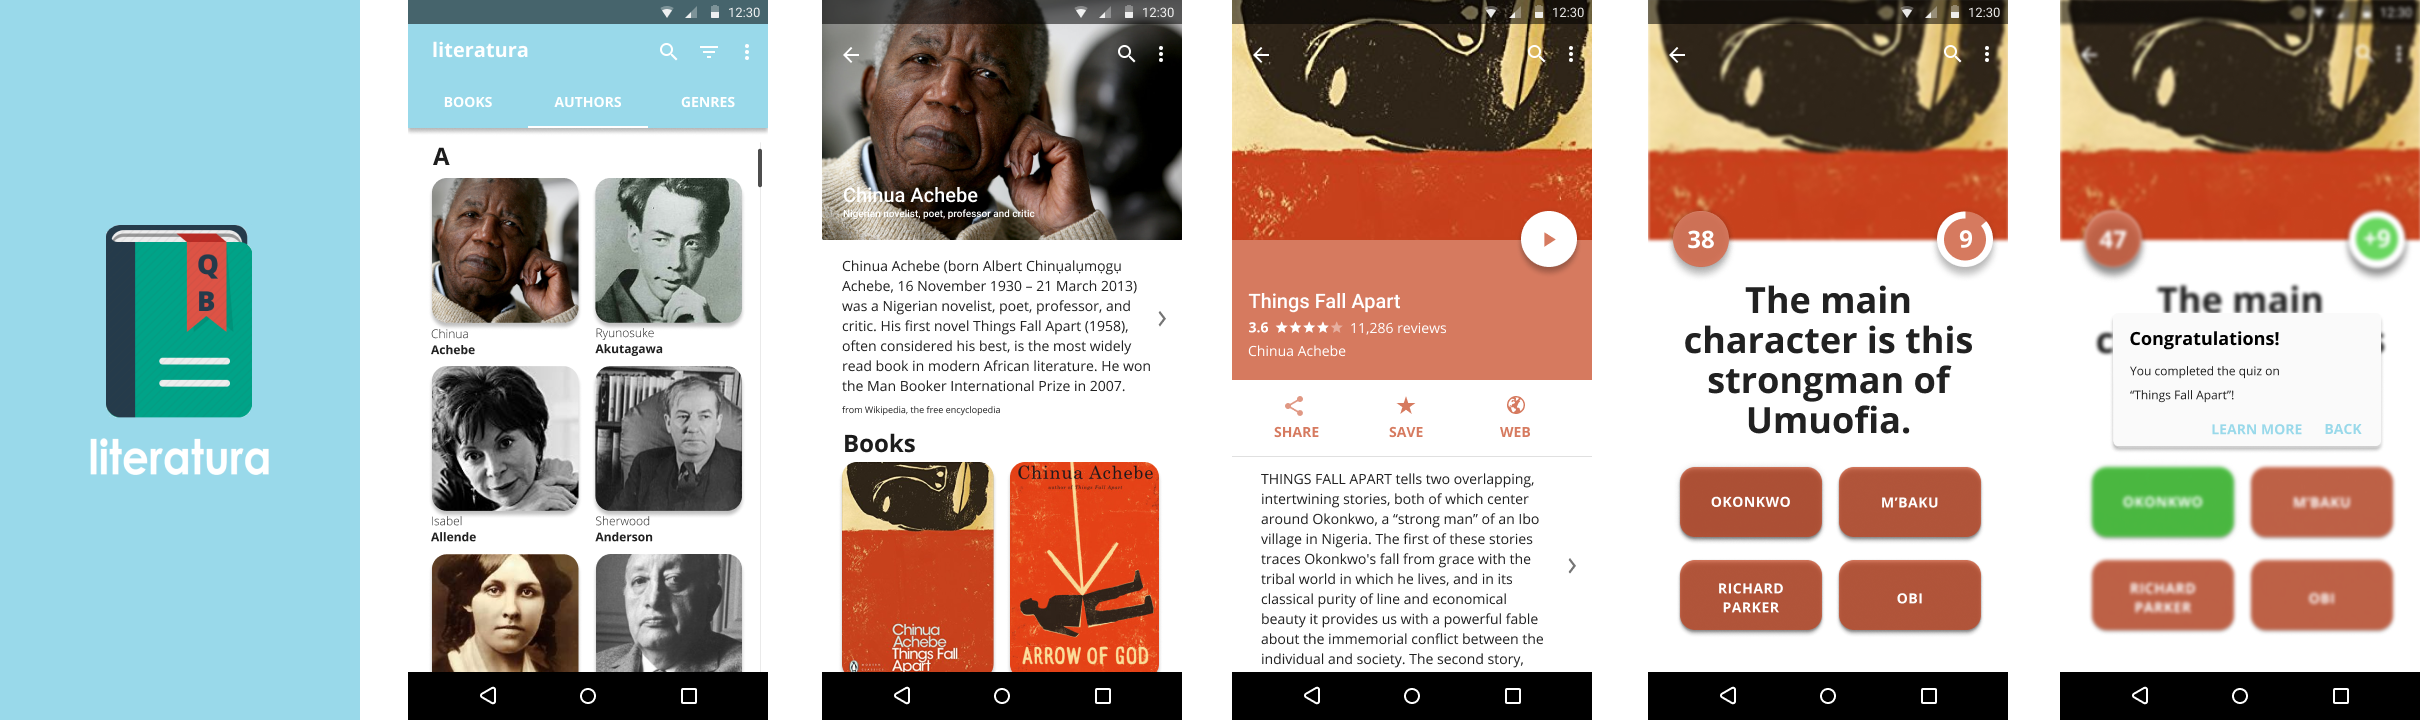 Q
B
literatura
12:30
literatura
BOOKS
AUTHORS
GENRES
A
Chinua
Achebe
Ryunosuke
Akutagawa
Isabel
Allende
Sherwood
Anderson
12:30
Chinua Achebe
Nigerian novelist, poet, professor and critic
Chinua Achebe (born Albert Chinụalụmọgụ
Achebe, 16 November 1930 – 21 March 2013)
was a Nigerian novelist, poet, professor, and
critic. His first novel Things Fall Apart (1958),
often considered his best, is the most widely
read book in modern African literature. He won
the Man Booker International Prize in 2007.
from Wikipedia, the free encyclopedia
Books
Chinua
Achebe
Things Fall
Apart
Chinua Achebe
author of Things Fall Apart
ARROW OF GOD
12:30
Things Fall Apart
3.6 ★★★★★ 11,286 reviews
Chinua Achebe
SHARE
SAVE
WEB
THINGS FALL APART tells two overlapping,
intertwining stories, both of which center
around Okonkwo, a “strong man” of an Ibo
village in Nigeria. The first of these stories
traces Okonkwo's fall from grace with the
tribal world in which he lives, and in its
classical purity of line and economical
beauty it provides us with a powerful fable
about the immemorial conflict between the
individual and society. The second story,
12:30
38
9
The main
character is this
strongman of
Umuofia.
OKONKWO
M’BAKU
RICHARD
PARKER
OBI
12:30
47
+9
The main
Congratulations!
You completed the quiz on
“Things Fall Apart”!
LEARN MORE
BACK
OKONKWO
M’BAKU
RICHARD
PARKER
OBI